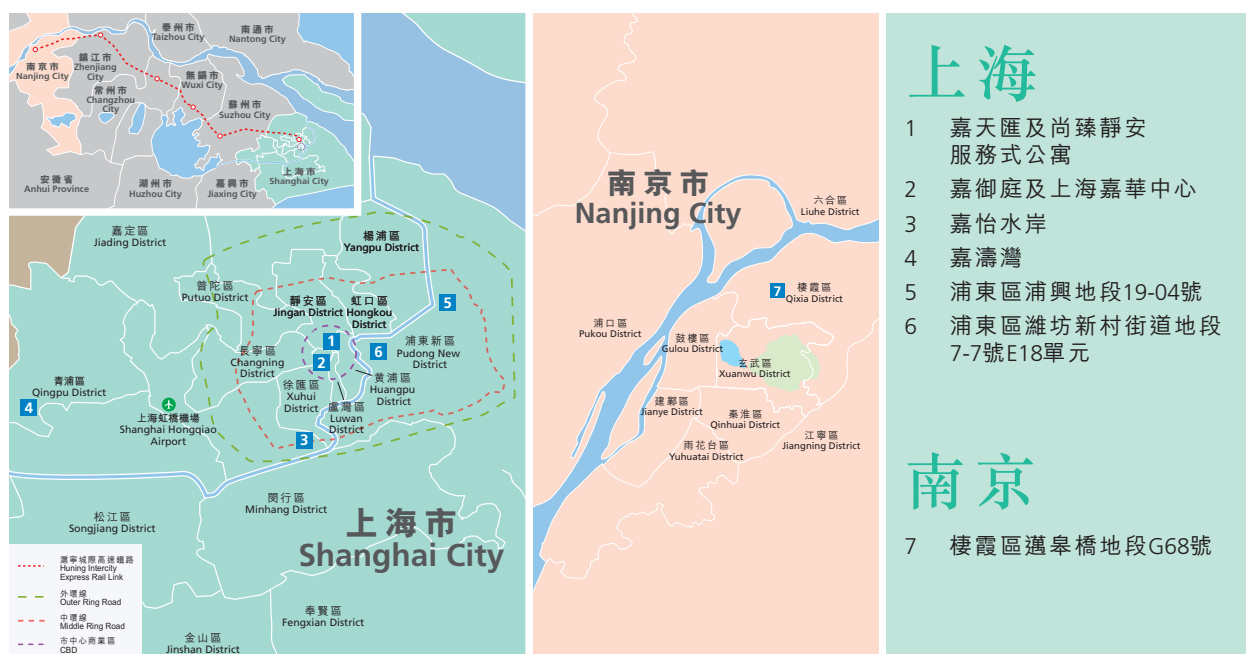 泰州市
Taizhou City
南通市
Nantong City
鎮江市
Zhenjiang
City
南京市
Nanjing City
無錫市
Wuxi City
常州市
Changzhou
City
蘇州市
Suzhou City
上海市
Shanghai City
安徽省
Anhui Province
湖州市
Huzhou City
嘉興市
Jiaxing City
嘉定區
Jiading District
楊浦區
Yangpu District
普陀區
Putuo District
靜安區
Jingan District
虹口區
Hongkou
District
5
1
2
6
浦東新區
Pudong New
District
長寧區
Changning
District
黄浦區
Huangpu
District
徐匯區
Xuhui
District
盧灣區
Luwan
District
青浦區
Qingpu District
4
上海虹橋機場
Shanghai Hongqiao
Airport
3
閔行區
Minhang District
松江區
Songjiang District
上海市
Shanghai City
奉賢區
Fengxian District
金山區
Jinshan District
滬寧城際高速鐵路
Huning Intercity
Express Rail Link
外環線
Outer Ring Road
中環線
Middle Ring Road
市中心商業區
CBD
南京市
Nanjing City
六合區
Liuhe District
7
棲霞區
Qixia District
浦口區
Pukou District
鼓樓區
Gulou District
玄武區
Xuanwu District
建鄴區
Jianye District
秦淮區
Qinhuai District
江寧區
Jiangning District
雨花台區
Yuhuatai District
上海
1 嘉天匯及尚臻靜安
服務式公寓
2 嘉御庭及上海嘉華中心
3 嘉怡水岸
4 嘉濤灣
5 浦東區浦興地段19-04號
6 浦東區濰坊新村街道地段
7-7號E18單元
南京
7 棲霞區邁皋橋地段G68號